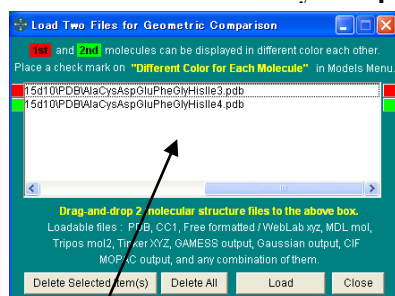 Load Two Files for Geometric Comparison
1st and 2nd molecules can be displayed in different color each other.
Place a check mark on "Different Color for Each Molecule" in Models Menu.
15d10\PDB\AlaCysAspGluPheGlyHisIle3.pdb
15d10\PDB\AlaCysAspGluPheGlyHisIle4.pdb
Drag-and-drop 2 molecular structure files to the above box.
Loadable files : PDB, CC1, Free formatted / WebLab xyz, MDL mol,
Tripos mol2, Tinker XYZ, GAMESS output, Gaussian output, CIF
MOPAC output, and any combination of them.
Delete Selected Item(s) Delete All Load Close